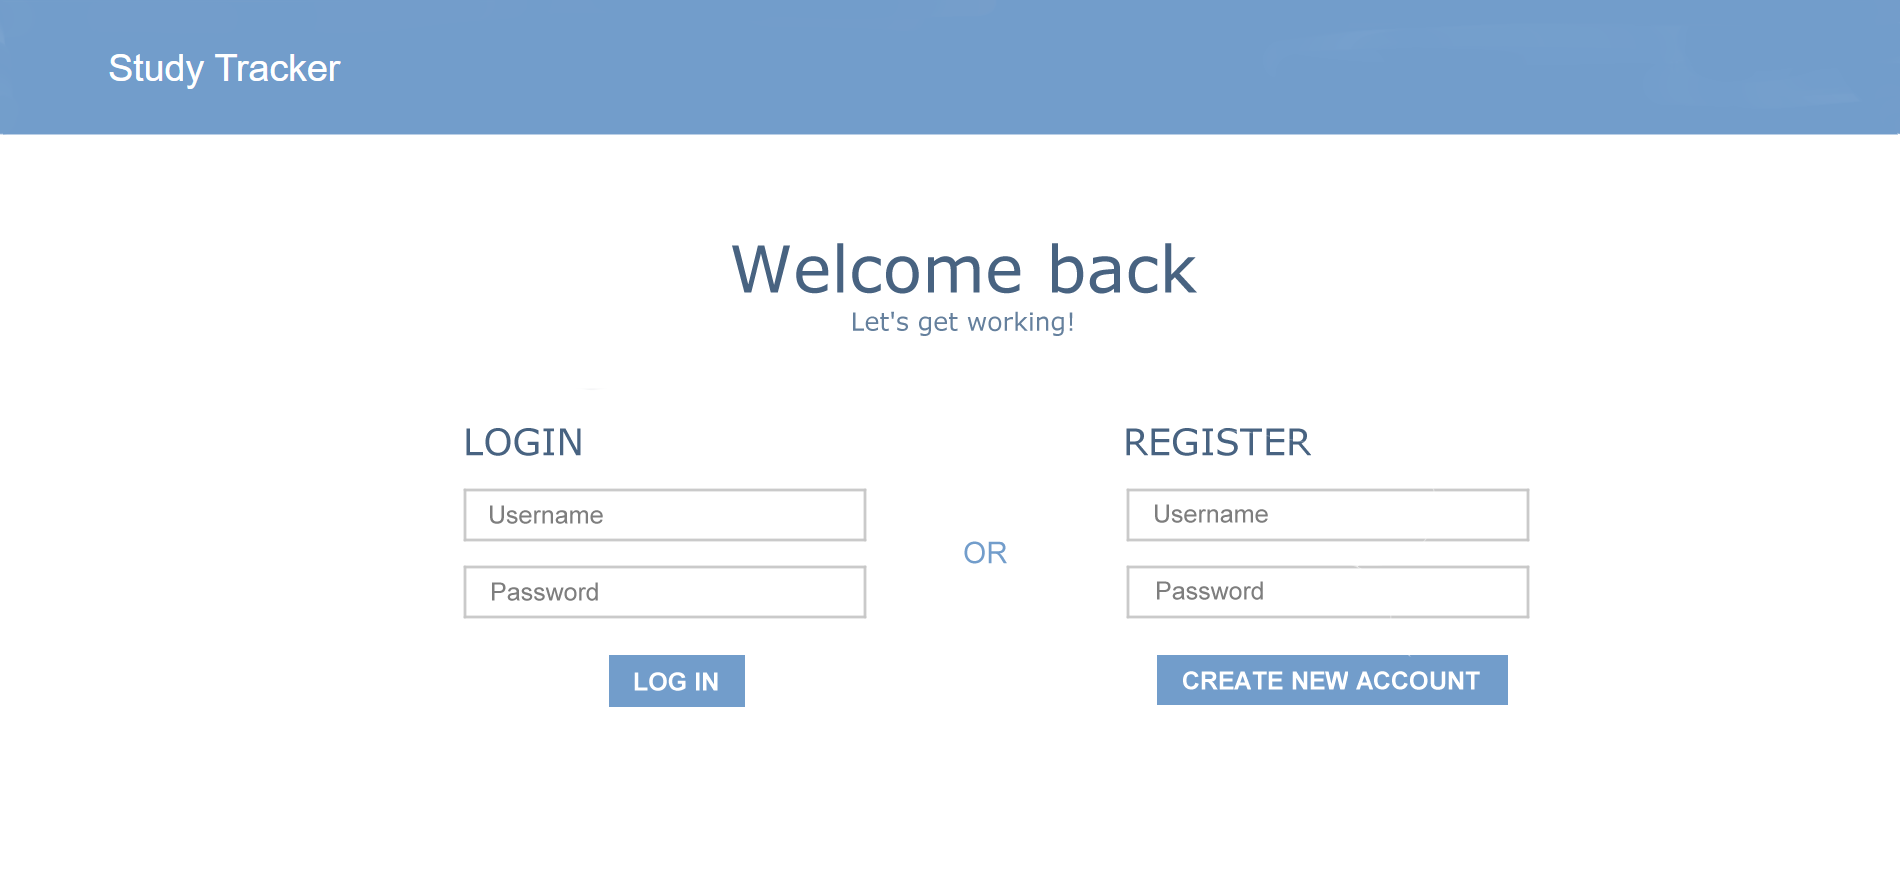 Study Tracker
Welcome back
Let's get working!
LOGIN
Username
Password
LOG IN
OR
REGISTER
Username
Password
CREATE NEW ACCOUNT